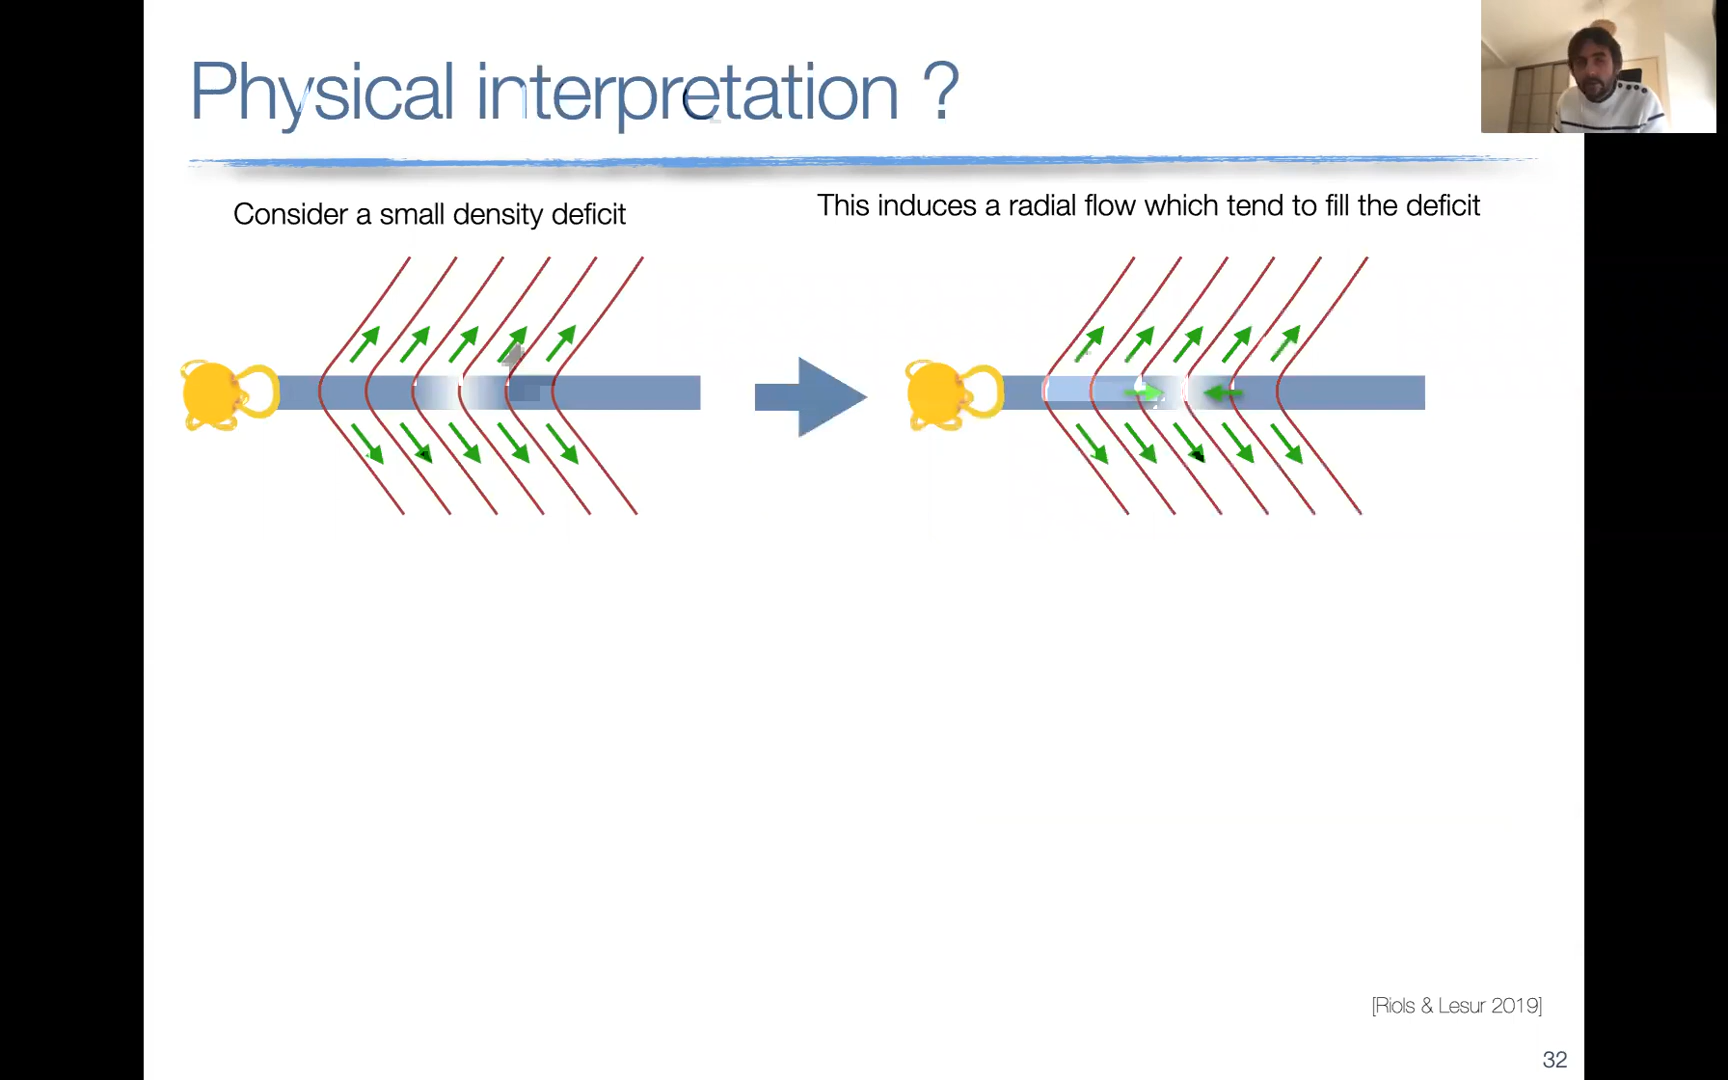 Physical interpretation ?
Consider a small density deficit
This induces a radial flow which tend to fill the deficit
[Riols & Lesur 2019]
32